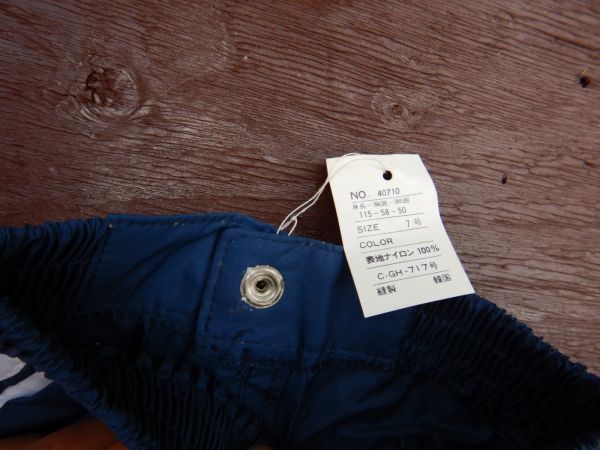 NO. 40710
身長-胸囲-胴囲
115-58-50
SIZE 7号
COLOR
表地ナイロン100%
C-GH-717号
縫製 韓国